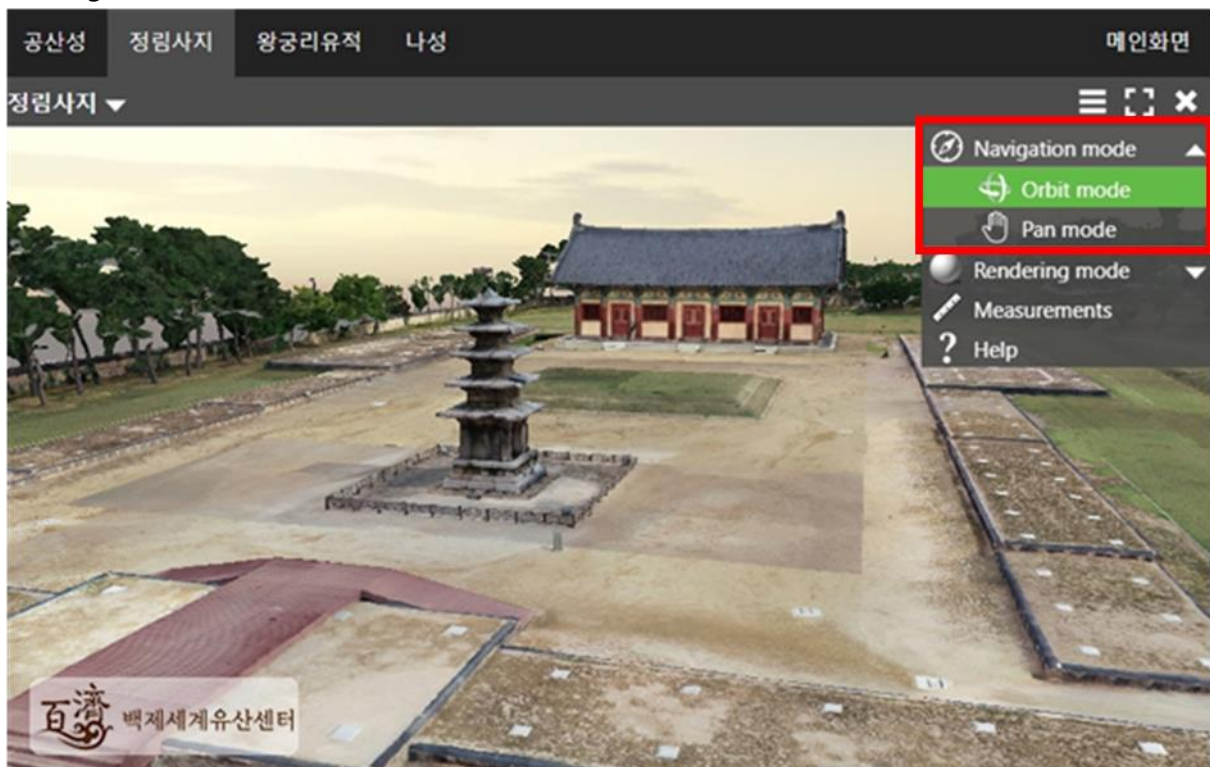 공산성 정림사지 왕궁리유적 나성 메인화면
정림사지
Navigation mode
Orbit mode
Pan mode
Rendering mode
Measurements
? Help
百濟 백제세계유산센터